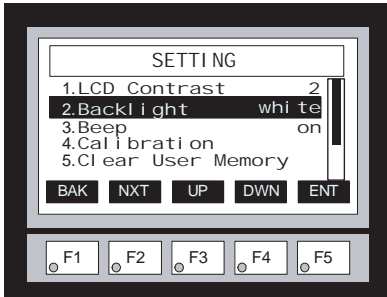 SETTING
1.LCD Contrast 2
2.Backlight white
3.Beep on
4.Calibration
5.Clear User Memory
BAK NXT UP DWN ENT
F1 F2 F3 F4 F5